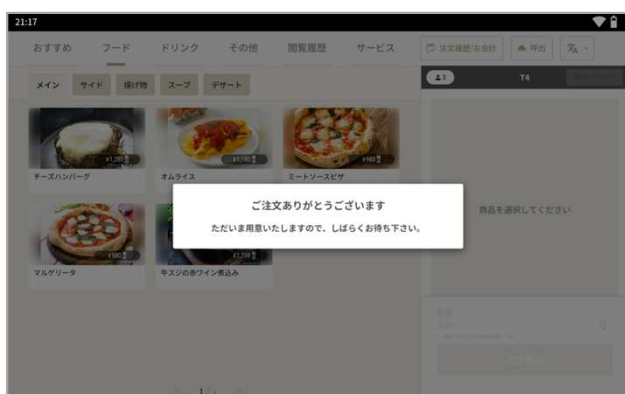 21:17
おすすめ フード ドリンク その他 閲覧履歴 サービス 注文履歴/お会計 呼出
メイン サイド 揚げ物 スープ デザート
1 T4
チーズハンバーグ オムライス ミートソースピザ
ご注文ありがとうございます
ただいま用意いたしますので、しばらくお待ち下さい。
商品を選択してください
マルゲリータ 牛スジの赤ワイン煮込み
1/1